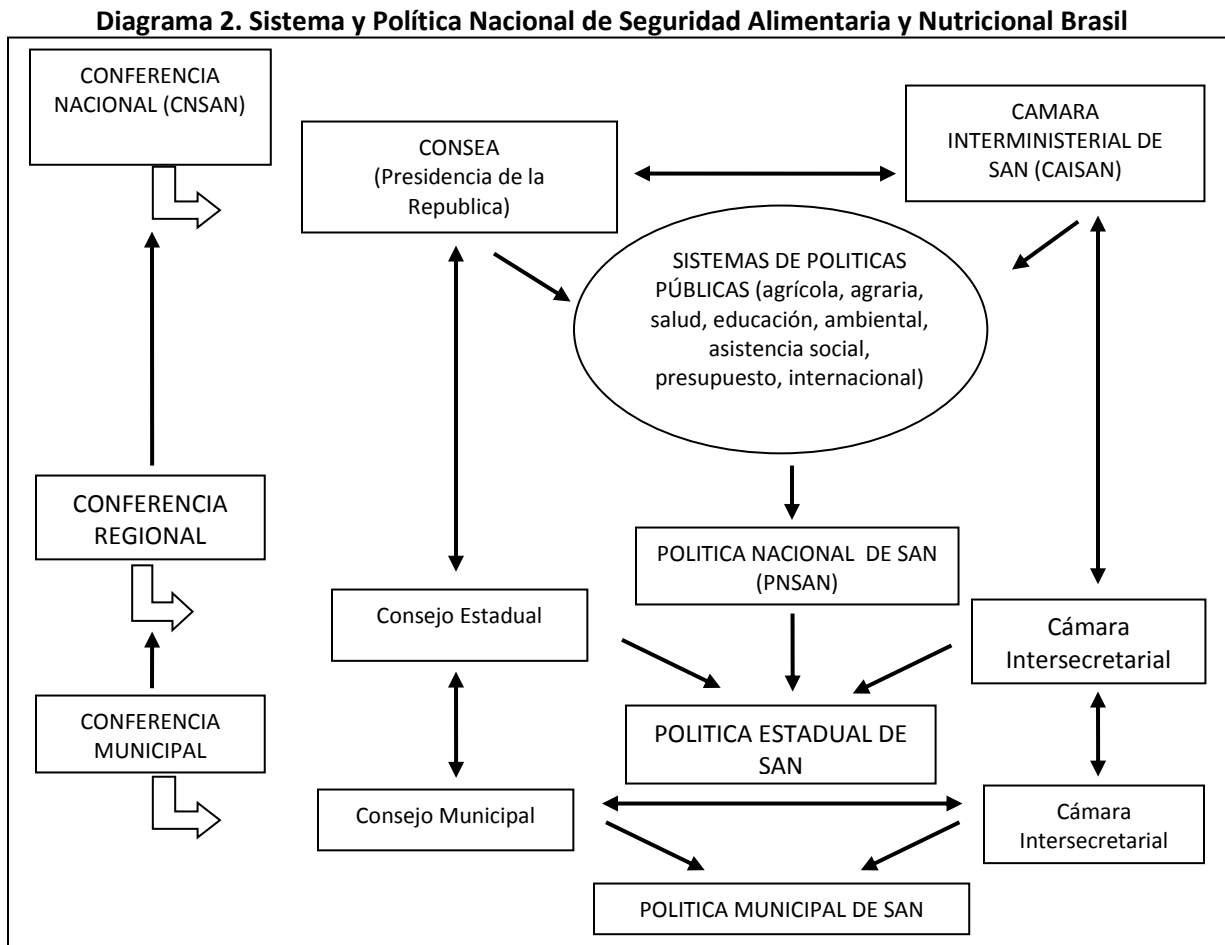 Diagrama 2. Sistema y Política Nacional de Seguridad Alimentaria y Nutricional Brasil
CONFERENCIA
NACIONAL (CNSAN)
CONSEA
(Presidencia de la
Republica)
CAMARA
INTERMINISTERIAL DE
SAN (CAISAN)
SISTEMAS DE POLITICAS
PÚBLICAS (agrícola, agraria,
salud, educación, ambiental,
asistencia social,
presupuesto, internacional)
CONFERENCIA
REGIONAL
POLITICA NACIONAL DE SAN
(PNSAN)
Consejo Estadual
Cámara
Intersecretarial
CONFERENCIA
MUNICIPAL
POLITICA ESTADUAL DE
SAN
Consejo Municipal
Cámara
Intersecretarial
POLITICA MUNICIPAL DE SAN